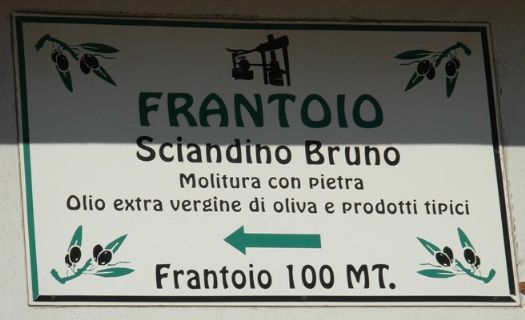 FRANTOIO
Sciandino Bruno
Molitura con pietra
Olio extra vergine di oliva e prodotti tipici
Frantoio 100 MT.